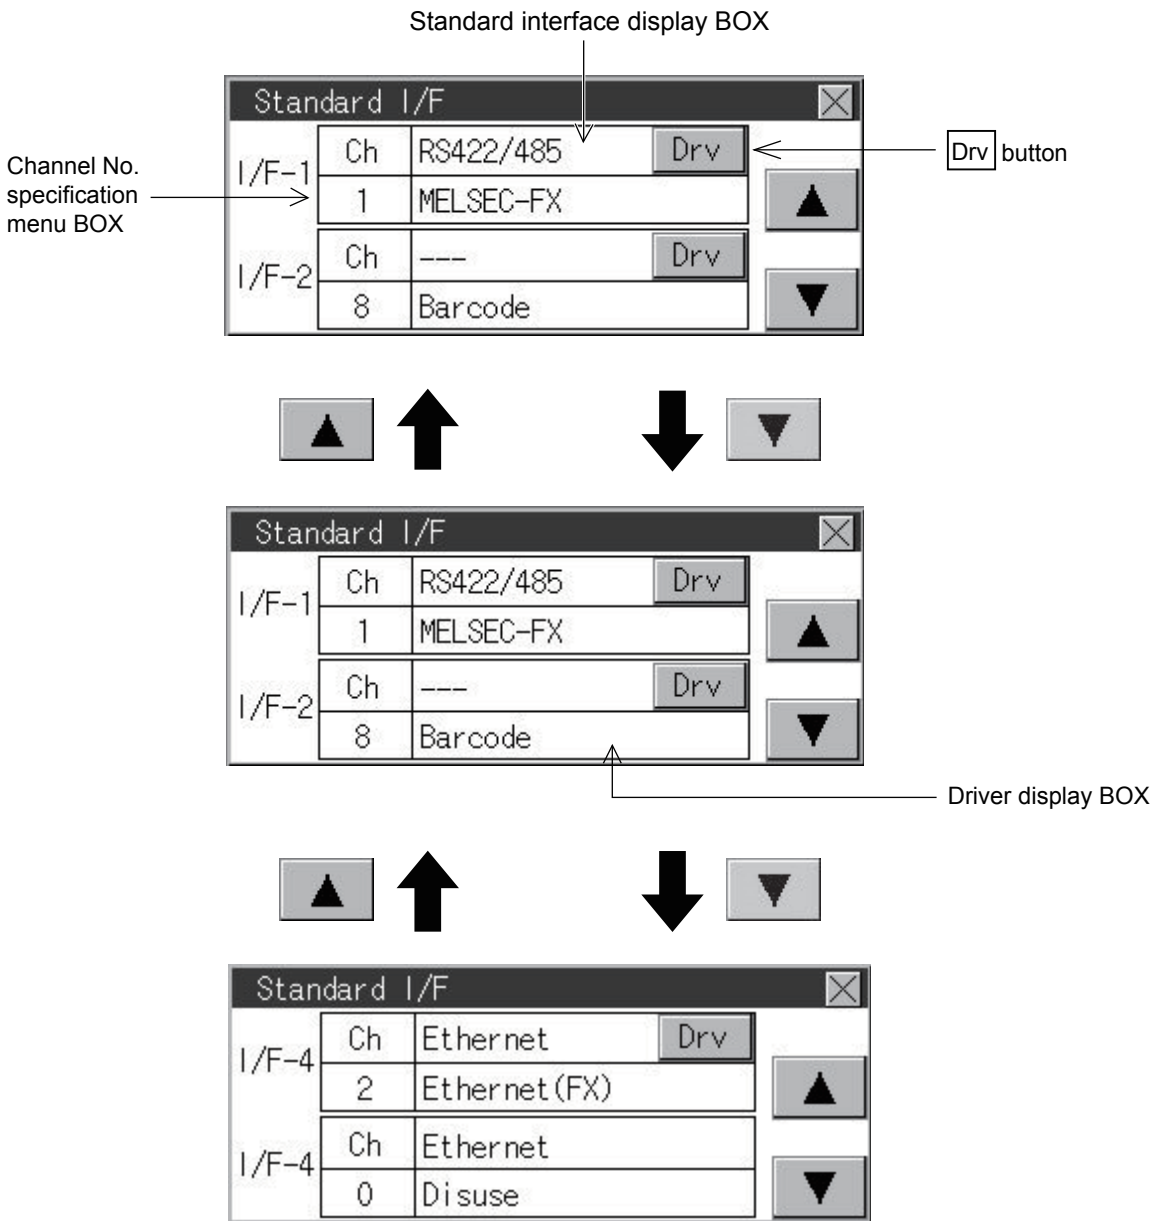 Standard interface display BOX
Standard I/F
I/F-1 Ch RS422/485 Drv
1 MELSEC-FX
I/F-2 Ch --- Drv
8 Barcode
Channel No.
specification
menu BOX
Drv button
Standard I/F
I/F-1 Ch RS422/485 Drv
1 MELSEC-FX
I/F-2 Ch --- Drv
8 Barcode
Driver display BOX
Standard I/F
I/F-4 Ch Ethernet Drv
2 Ethernet(FX)
I/F-4 Ch Ethernet
0 Disuse